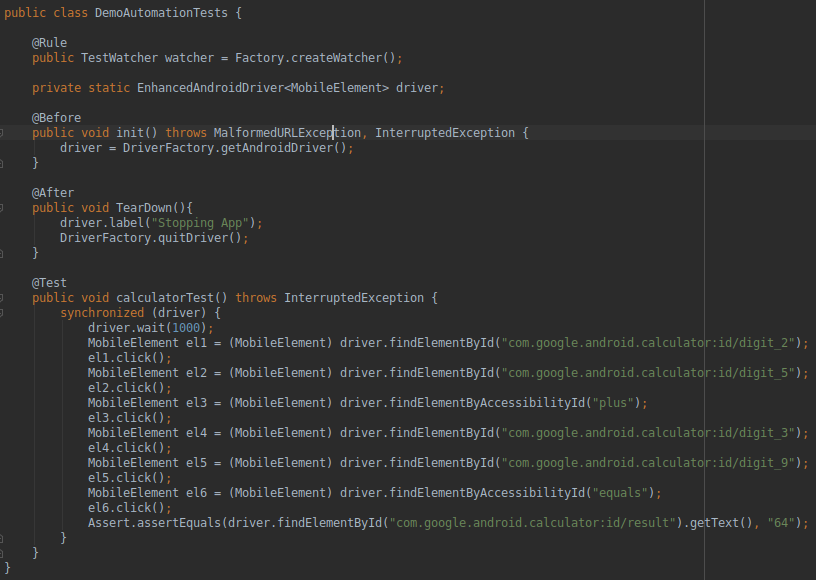 public class DemoAutomationTests {
@Rule
public TestWatcher watcher = Factory.createWatcher();
private static EnhancedAndroidDriver<MobileElement> driver;
@Before
public void init() throws MalformedURLException, InterruptedException {
driver = DriverFactory.getAndroidDriver();
}
@After
public void TearDown(){
driver.label("Stopping App");
DriverFactory.quitDriver();
}
@Test
public void calculatorTest() throws InterruptedException {
synchronized (driver) {
driver.wait(1000);
MobileElement el1 = (MobileElement) driver.findElementById("com.google.android.calculator:id/digit_2");
el1.click();
MobileElement el2 = (MobileElement) driver.findElementById("com.google.android.calculator:id/digit_5");
el2.click();
MobileElement el3 = (MobileElement) driver.findElementByAccessibilityId("plus");
el3.click();
MobileElement el4 = (MobileElement) driver.findElementById("com.google.android.calculator:id/digit_3");
el4.click();
MobileElement el5 = (MobileElement) driver.findElementById("com.google.android.calculator:id/digit_9");
el5.click();
MobileElement el6 = (MobileElement) driver.findElementByAccessibilityId("equals");
el6.click();
Assert.assertEquals(driver.findElementById("com.google.android.calculator:id/result").getText(), "64");
}
}
}